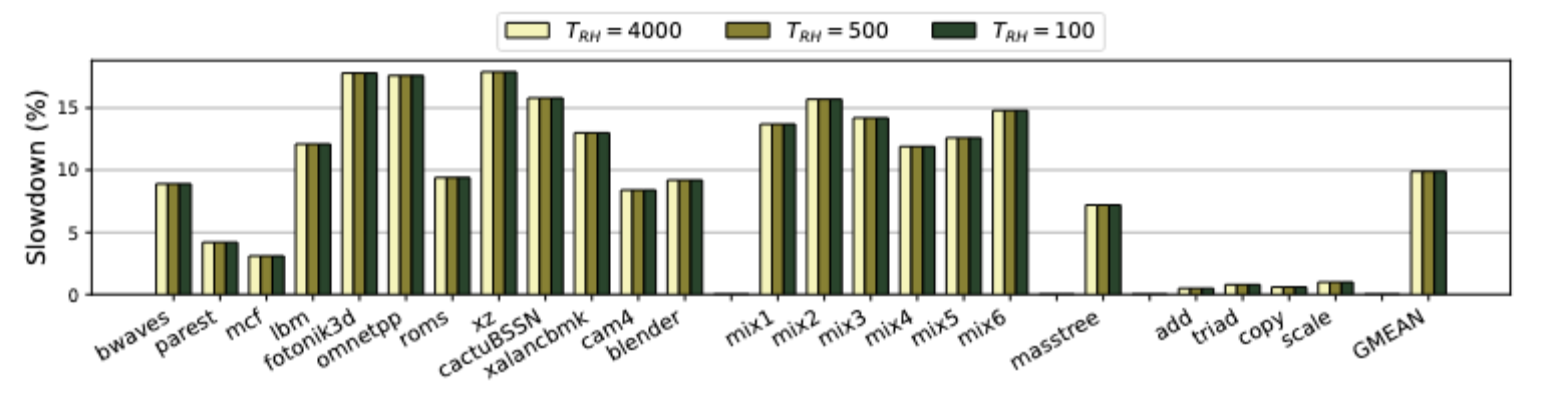 T_RH = 4000 T_RH = 500 T_RH = 100
Slowdown (%)
15
10
5
0
bwaves parest mcf lbm fotonik3d omnetpp roms xz cactuBSSN xalancbmk cam4 blender mix1 mix2 mix3 mix4 mix5 mix6 masstree add triad copy scale GMEAN